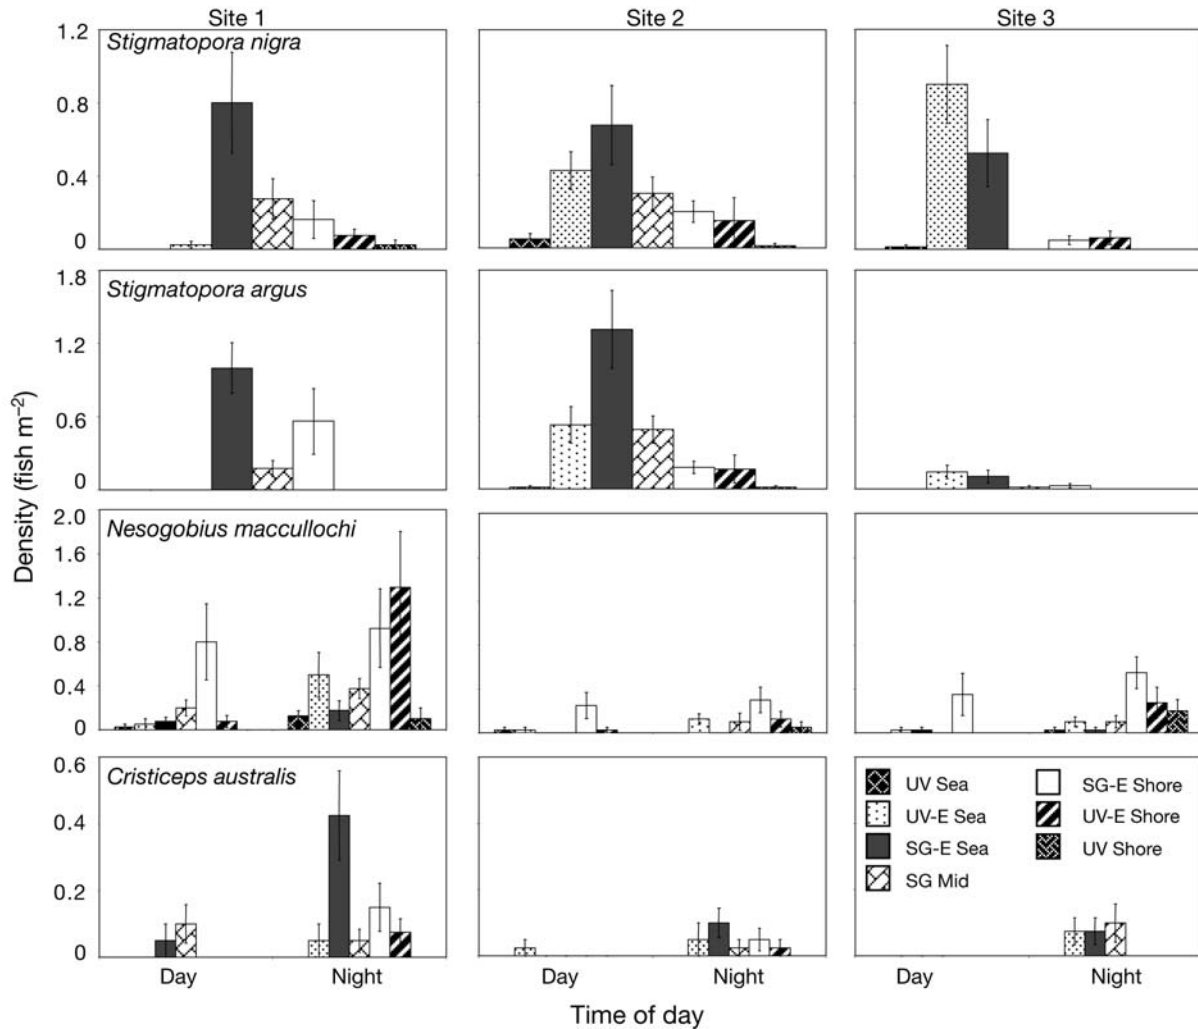 Site 1 Site 2 Site 3
Stigmatopora nigra
1.2
0.8
0.4
0
Stigmatopora argus
1.8
1.2
0.6
0
Nesogobius maccullochi
2.0
1.6
1.2
0.8
0.4
0
Cristiceps australis
0.6
0.4
0.2
0
Density (fish m⁻²)
UV Sea
UV-E Sea
SG-E Sea
SG Mid
SG-E Shore
UV-E Shore
UV Shore
Day Night Day Night Day Night
Time of day